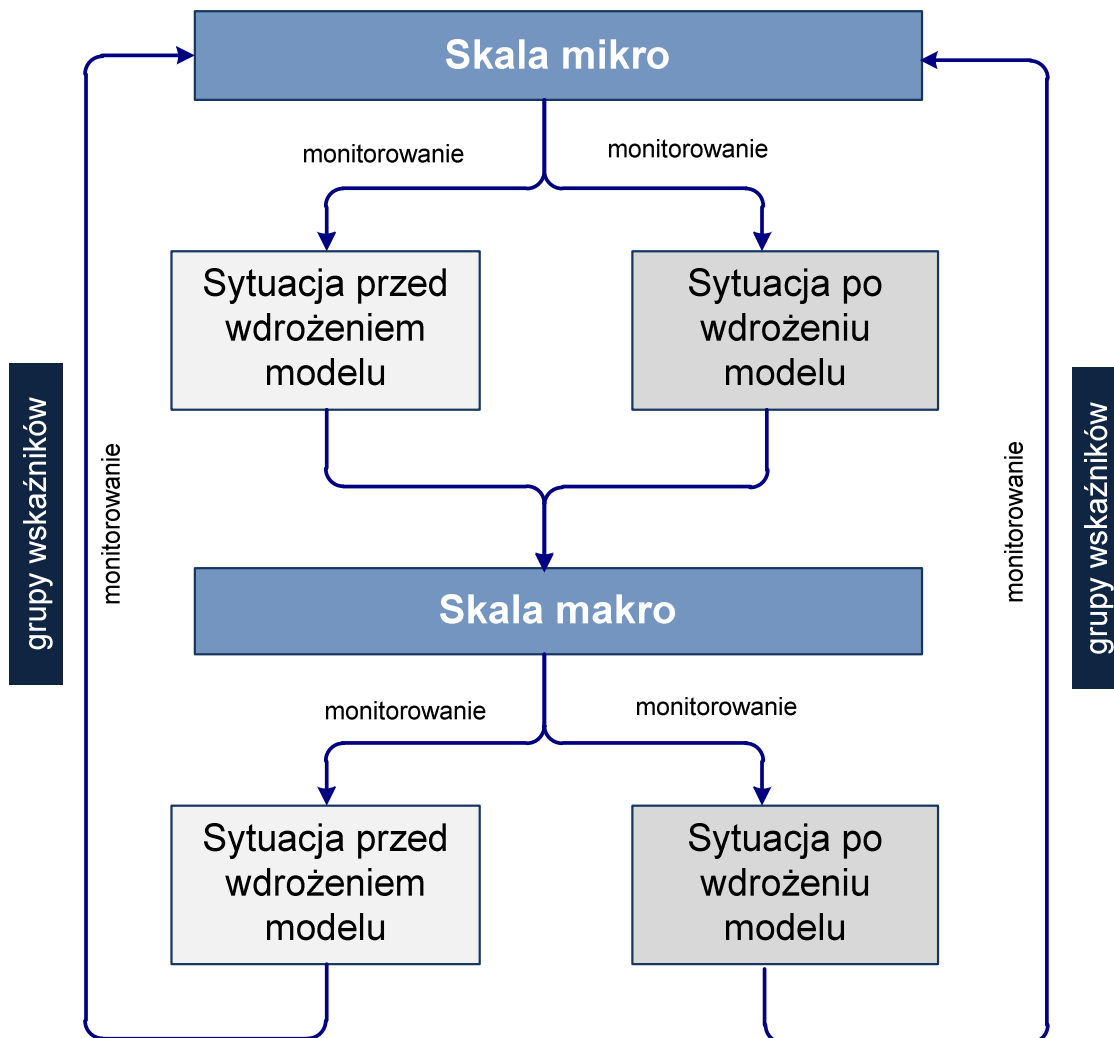 Skala mikro
monitorowanie
monitorowanie
Sytuacja przed
wdrożeniem
modelu
Sytuacja po
wdrożeniu
modelu
grupy wskaźników
monitorowanie
monitorowanie
grupy wskaźników
Skala makro
monitorowanie
monitorowanie
Sytuacja przed
wdrożeniem
modelu
Sytuacja po
wdrożeniu
modelu